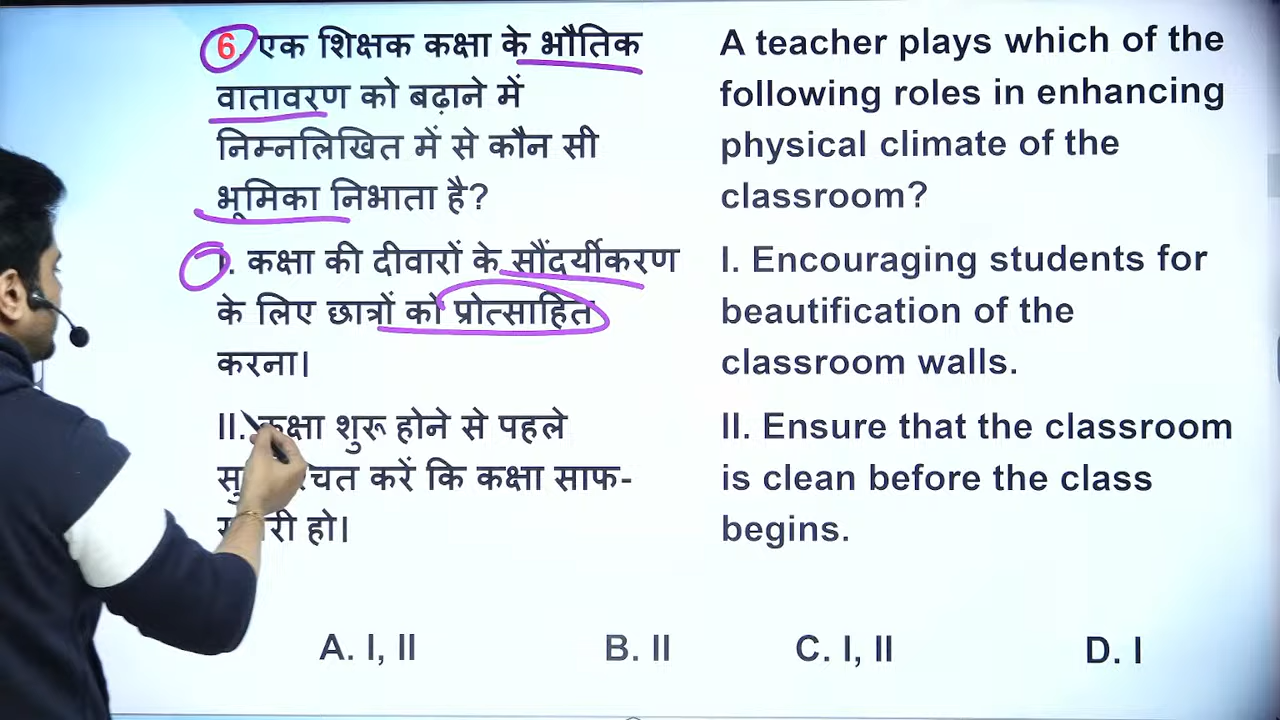 6. एक शिक्षक कक्षा के भौतिक
वातावरण को बढ़ाने में
निम्नलिखित में से कौन सी
भूमिका निभाता है?
I. कक्षा की दीवारों के सौंदर्यीकरण
के लिए छात्रों को प्रोत्साहित
करना।
II. कक्षा शुरू होने से पहले
करें कि कक्षा साफ-
हो।
A teacher plays which of the
following roles in enhancing
physical climate of the
classroom?
I. Encouraging students for
beautification of the
classroom walls.
II. Ensure that the classroom
is clean before the class
begins.
A. I, II
B. II
C. I, II
D. I